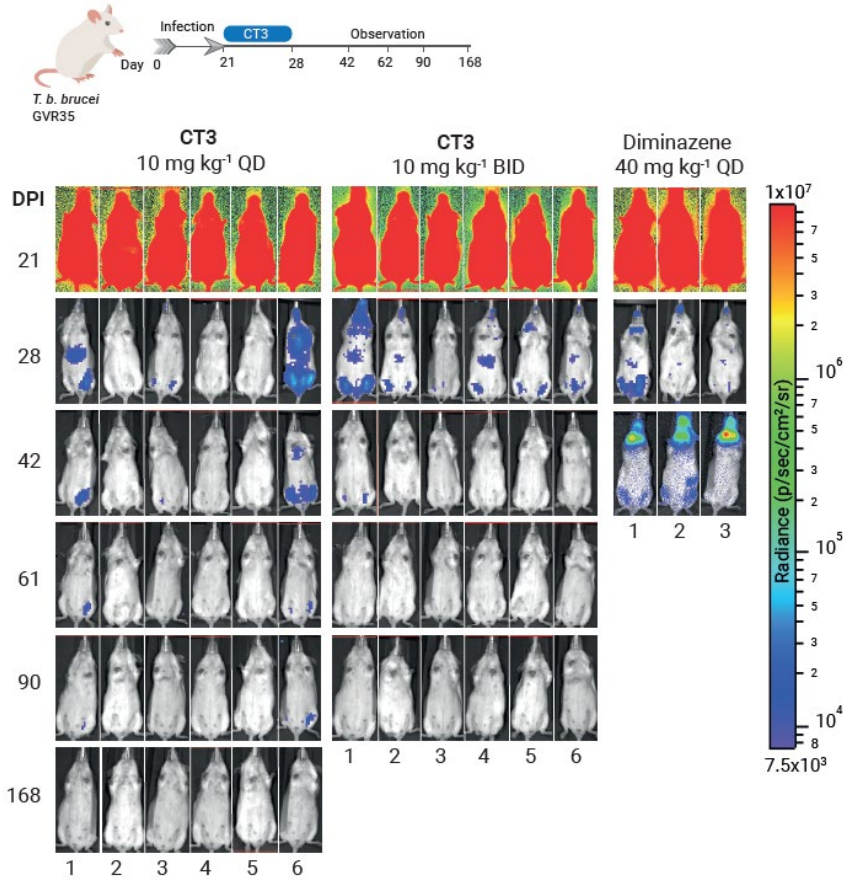 Infection
CT3
Observation
Day
0
21
28
42
62
90
168
T. b. brucei
GVR35
CT3
10 mg kg⁻¹ QD
CT3
10 mg kg⁻¹ BID
Diminazene
40 mg kg⁻¹ QD
DPI
21
28
42
1 2 3
61
90
1 2 3 4 5 6
168
1 2 3 4 5 6
1x10⁷
7
5
4
3
2
10⁶
7
5
4
3
2
10⁵
7
5
4
3
2
10⁴
8
7.5x10³
Radiance (p/sec/cm²/sr)